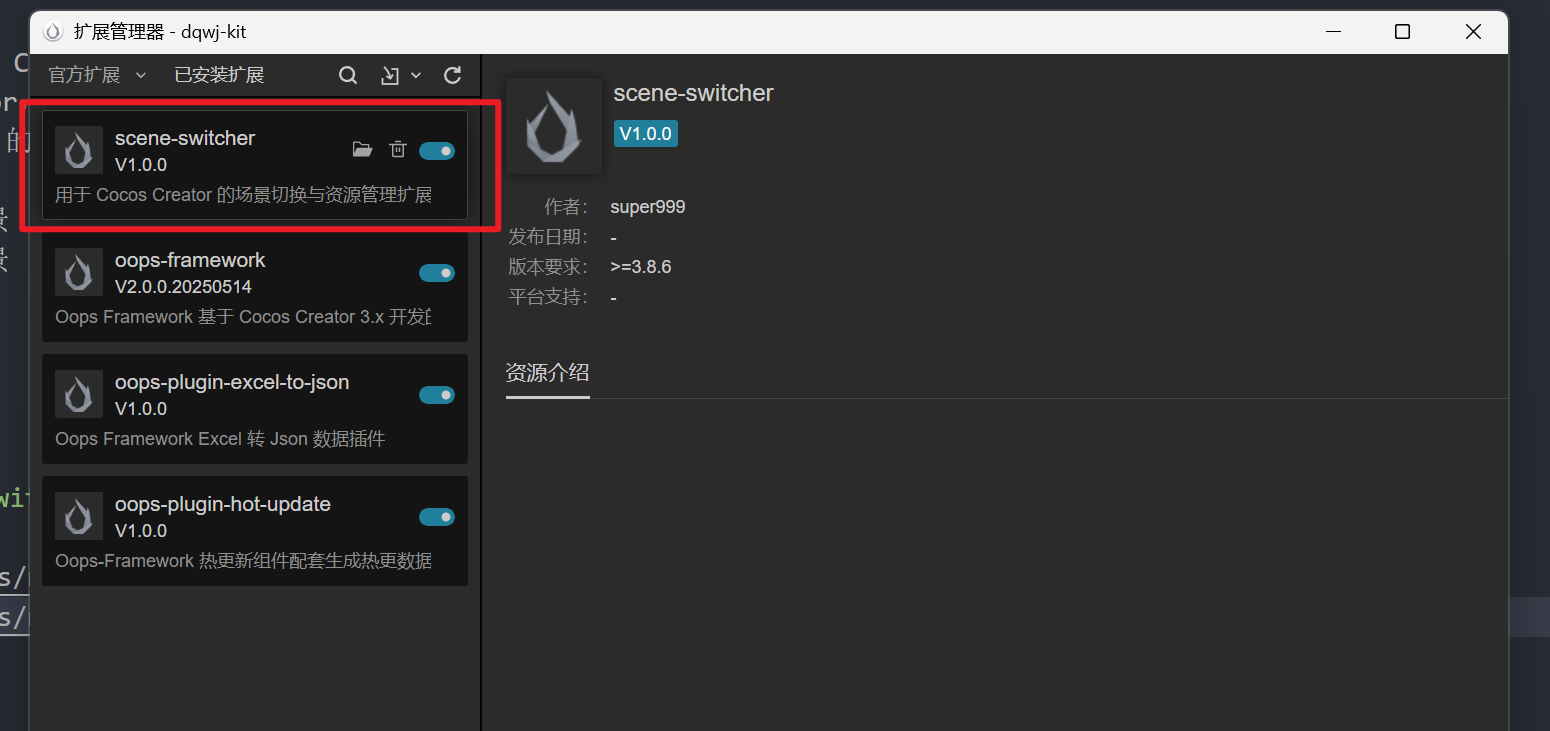 扩展管理器 - dqwj-kit
官方扩展
已安装扩展
scene-switcher
V1.0.0
用于 Cocos Creator 的场景切换与资源管理扩展
oops-framework
V2.0.0.20250514
Oops Framework 基于 Cocos Creator 3.x 开发
oops-plugin-excel-to-json
V1.0.0
Oops Framework Excel 转 Json 数据插件
oops-plugin-hot-update
V1.0.0
Oops-Framework 热更新组件配套生成热更数据
scene-switcher
V1.0.0
作者: super999
发布日期: -
版本要求: >=3.8.6
平台支持: -
资源介绍